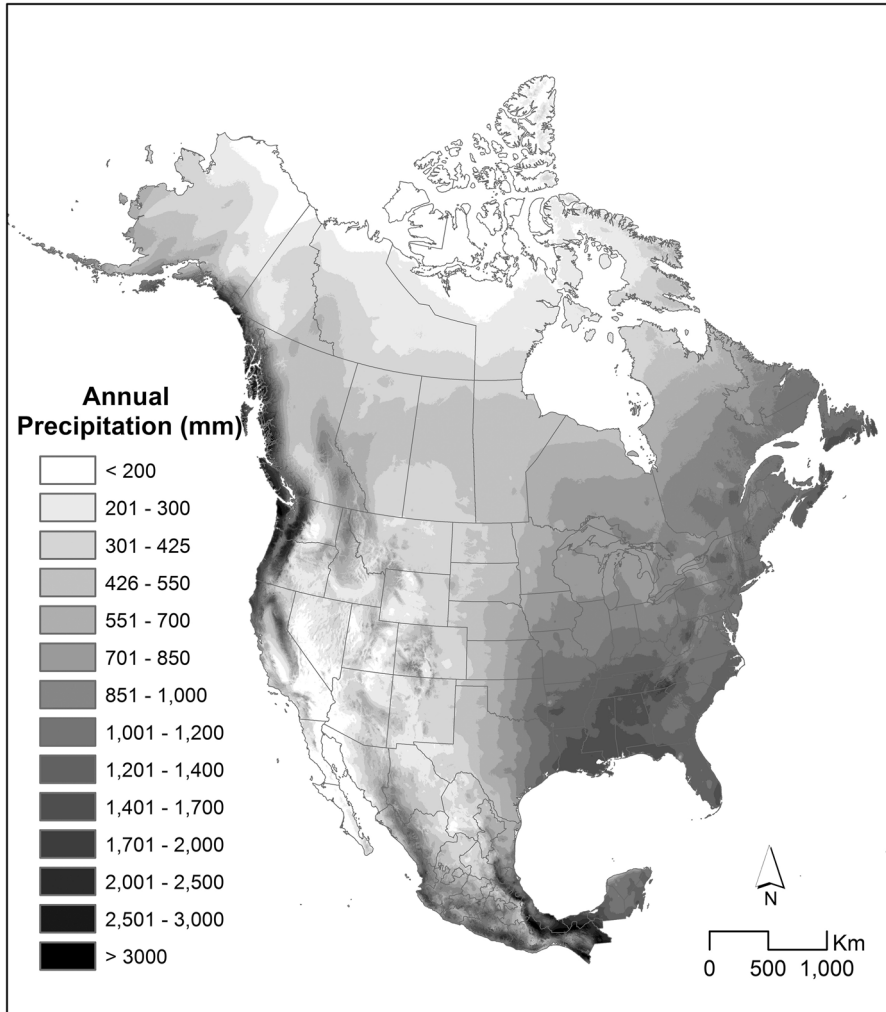 Annual
Precipitation (mm)
< 200
201 - 300
301 - 425
426 - 550
551 - 700
701 - 850
851 - 1,000
1,001 - 1,200
1,201 - 1,400
1,401 - 1,700
1,701 - 2,000
2,001 - 2,500
2,501 - 3,000
> 3000
N
Km
0 500 1,000